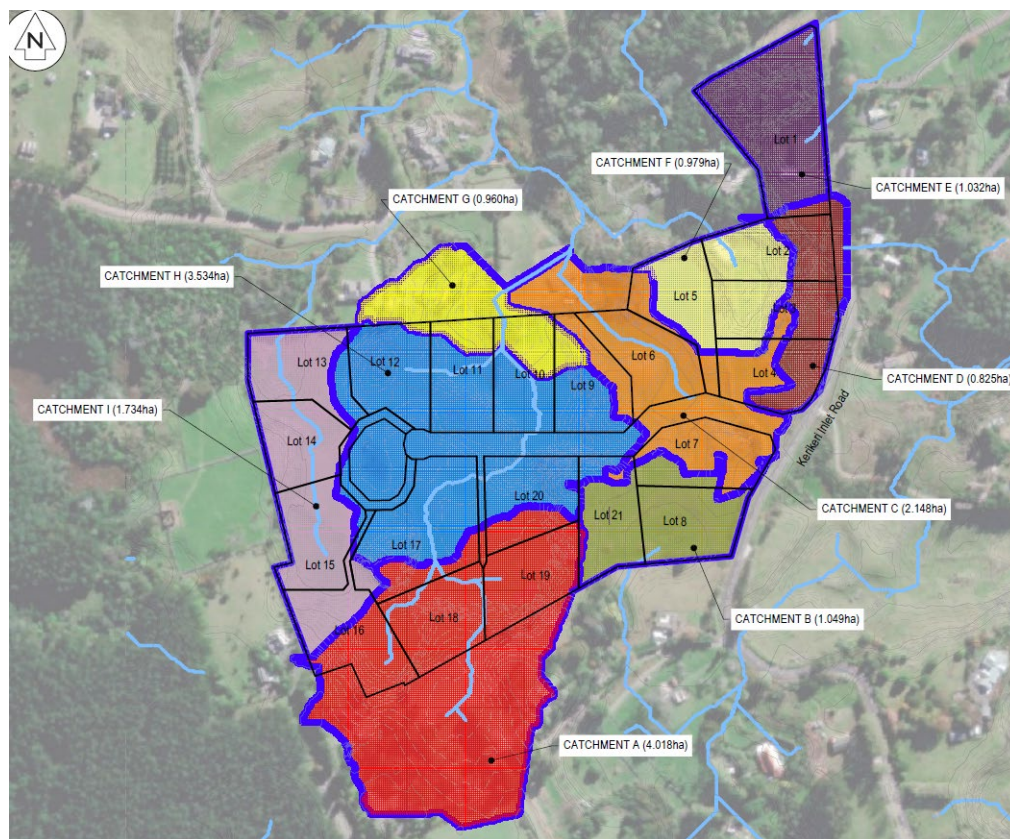 N
Lot 1
CATCHMENT F (0.979ha)
CATCHMENT E (1.032ha)
CATCHMENT G (0.960ha)
Lot 2
CATCHMENT H (3.534ha)
Lot 5
Lot 13
Lot 12
Lot 11
Lot 10
Lot 9
Lot 6
Lot 4
CATCHMENT D (0.825ha)
CATCHMENT I (1.734ha)
Lot 14
Lot 7
Kerikeri Inlet Road
Lot 20
Lot 21
Lot 8
CATCHMENT C (2.148ha)
Lot 17
Lot 15
Lot 19
Lot 18
Lot 16
CATCHMENT B (1.049ha)
CATCHMENT A (4.018ha)